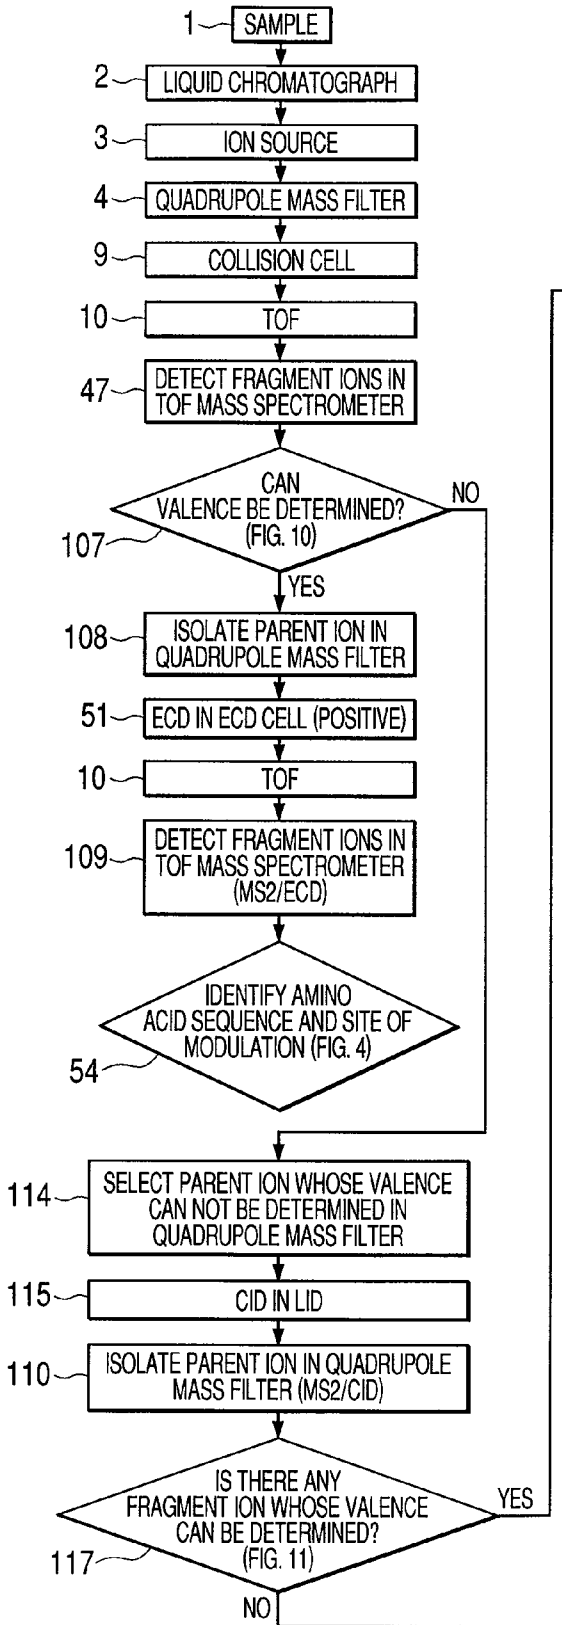 1
SAMPLE
2
LIQUID CHROMATOGRAPH
3
ION SOURCE
4
QUADRUPOLE MASS FILTER
9
COLLISION CELL
10
TOF
47
DETECT FRAGMENT IONS IN
TOF MASS SPECTROMETER
CAN
VALENCE BE DETERMINED?
(FIG. 10)
NO
107
YES
108
ISOLATE PARENT ION IN
QUADRUPOLE MASS FILTER
51
ECD IN ECD CELL (POSITIVE)
10
TOF
109
DETECT FRAGMENT IONS IN
TOF MASS SPECTROMETER
(MS2/ECD)
IDENTIFY AMINO
ACID SEQUENCE AND SITE OF
MODULATION (FIG. 4)
54
114
SELECT PARENT ION WHOSE VALENCE
CAN NOT BE DETERMINED IN
QUADRUPOLE MASS FILTER
115
CID IN LID
110
ISOLATE PARENT ION IN QUADRUPOLE
MASS FILTER (MS2/CID)
IS THERE ANY
FRAGMENT ION WHOSE VALENCE
CAN BE DETERMINED?
(FIG. 11)
YES
117
NO